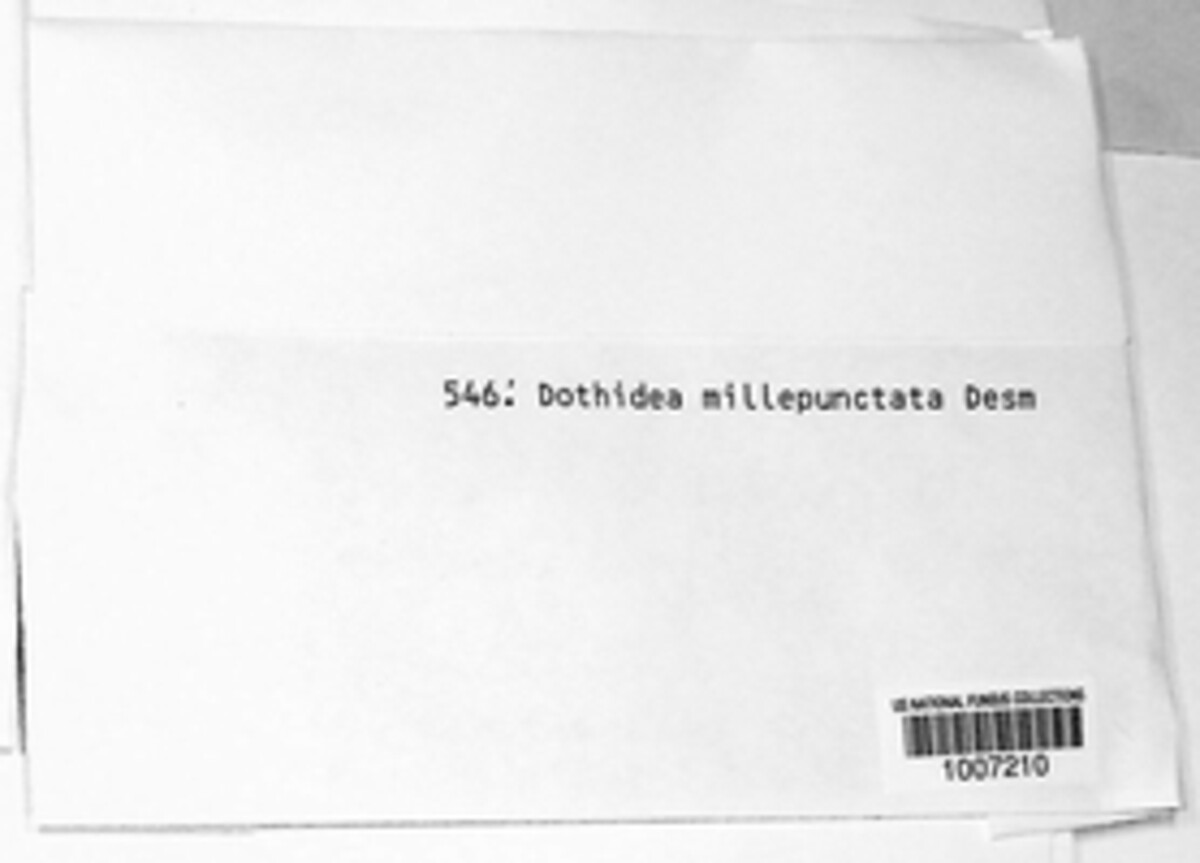 546. Dothidea millepunctata Desm
US NATIONAL FUNGUS COLLECTIONS
1007210